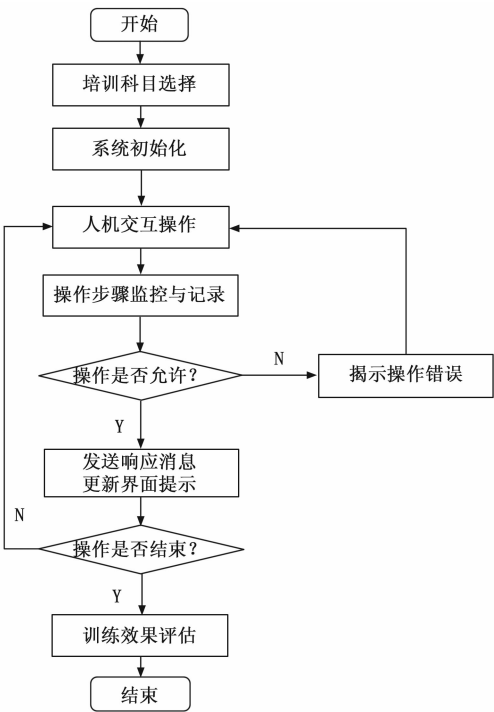 开始
培训科目选择
系统初始化
人机交互操作
操作步骤监控与记录
操作是否允许?
N
揭示操作错误
Y
发送响应消息
更新界面提示
N
操作是否结束?
Y
训练效果评估
结束